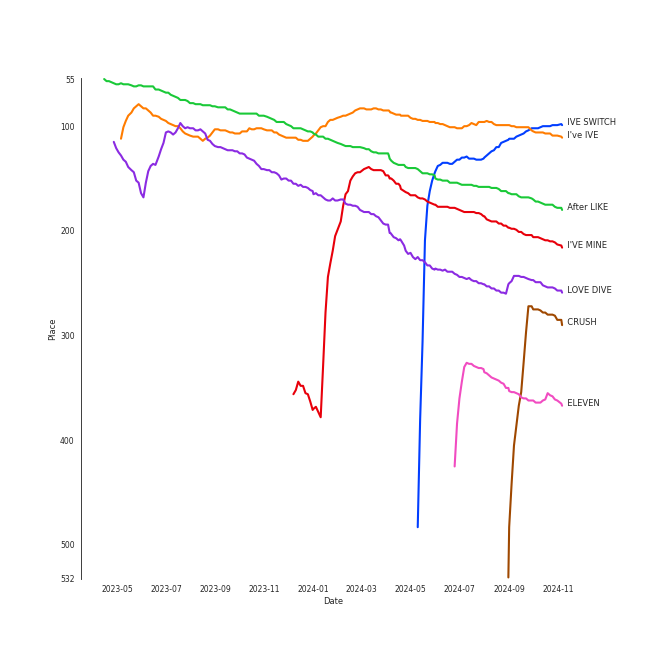 55
100
200
300
400
500
532
Place
2023-05
2023-07
2023-09
2023-11
2024-01
2024-03
2024-05
2024-07
2024-09
2024-11
Date
IVE SWITCH
I've IVE
After LIKE
I'VE MINE
LOVE DIVE
CRUSH
ELEVEN